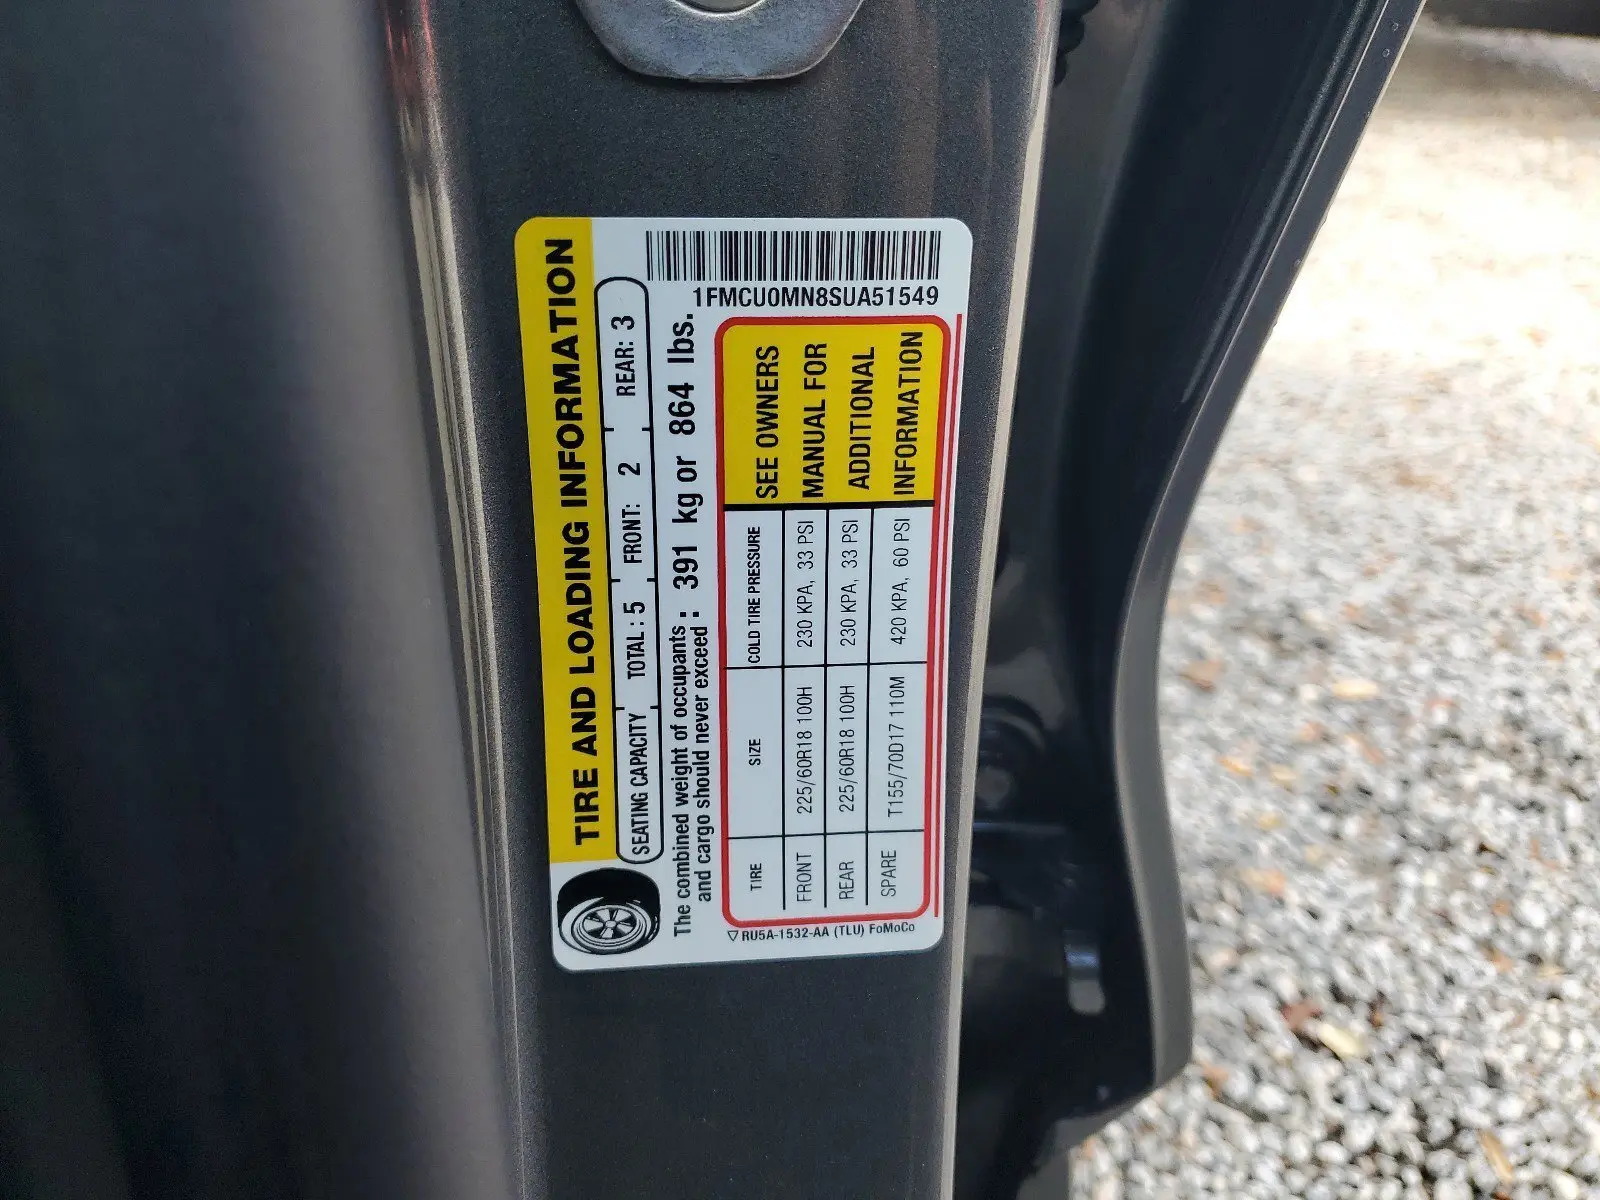 1FMCU0MN8SUA51549
TIRE AND LOADING INFORMATION
SEATING CAPACITY TOTAL : 5 FRONT: 2 REAR: 3
The combined weight of occupants
and cargo should never exceed : 391 kg or 864 lbs.
TIRE SIZE COLD TIRE PRESSURE
FRONT 225/60R18 100H 230 KPA, 33 PSI
REAR 225/60R18 100H 230 KPA, 33 PSI
SPARE T155/70D17 110M 420 KPA, 60 PSI
SEE OWNERS
MANUAL FOR
ADDITIONAL
INFORMATION
RU5A-1532-AA (TLU) FoMoCo